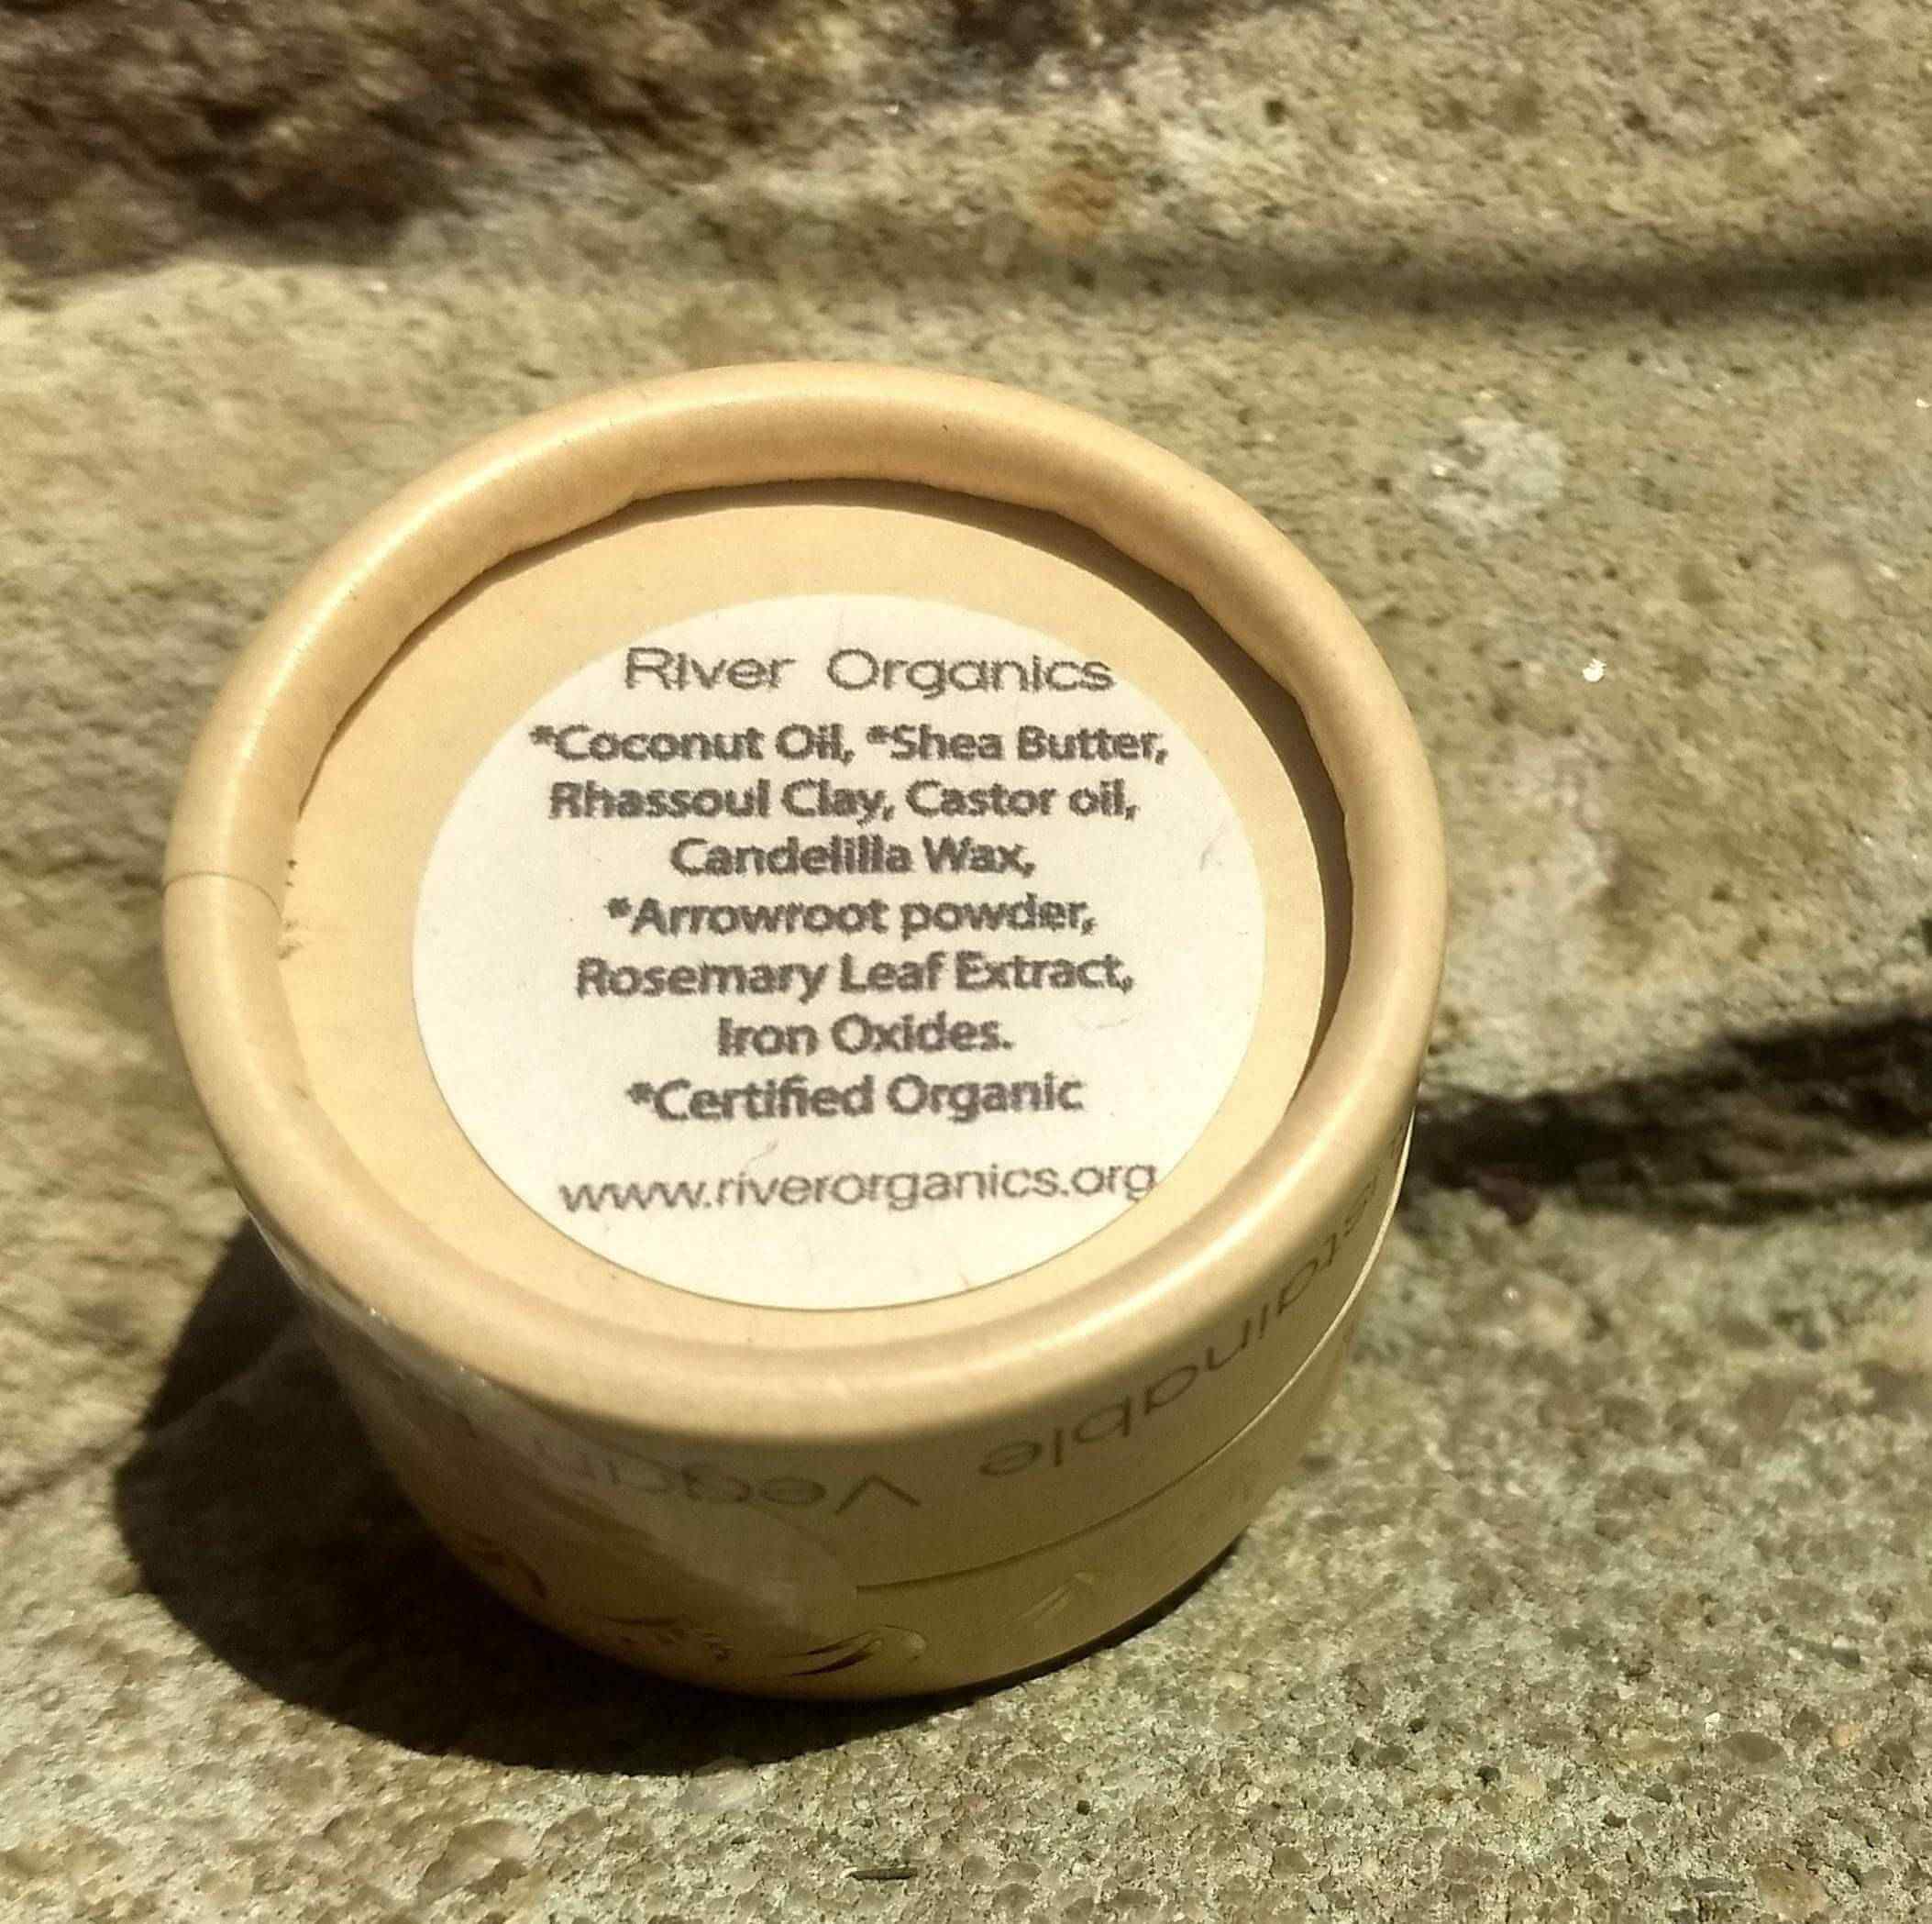 River Organics
*Coconut Oil, *Shea Butter,
Rhassoul Clay, Castor oil,
Candelilla Wax,
*Arrowroot powder,
Rosemary Leaf Extract,
Iron Oxides.
*Certified Organic
www.riverorganics.org